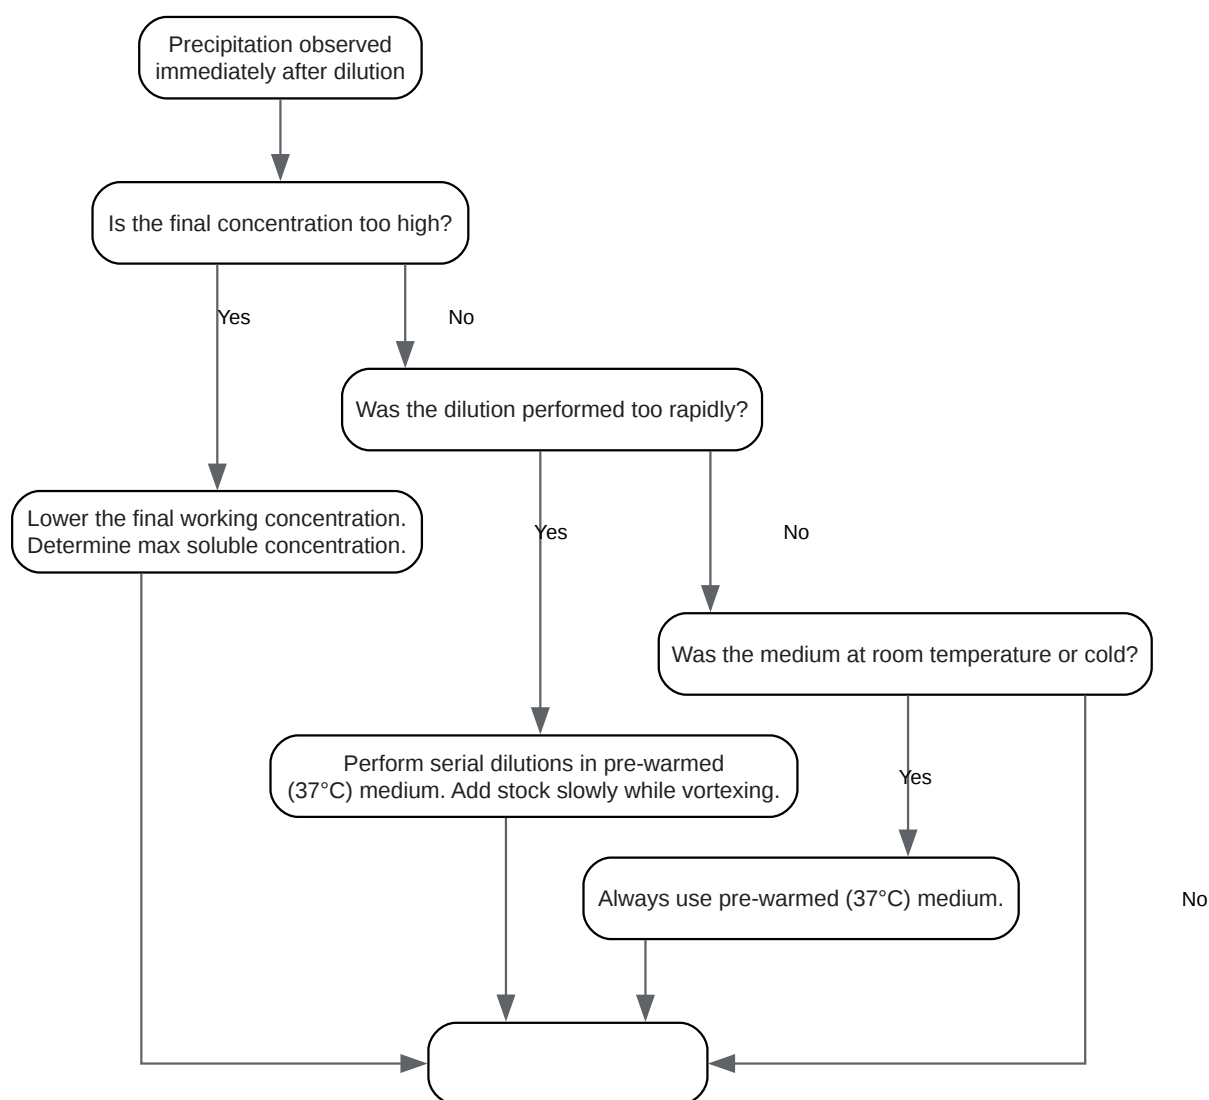 Precipitation observed
immediately after dilution
Is the final concentration too high?
Yes
No
Was the dilution performed too rapidly?
Lower the final working concentration.
Determine max soluble concentration.
Yes
No
Was the medium at room temperature or cold?
Perform serial dilutions in pre-warmed
(37°C) medium. Add stock slowly while vortexing.
Yes
Always use pre-warmed (37°C) medium.
No